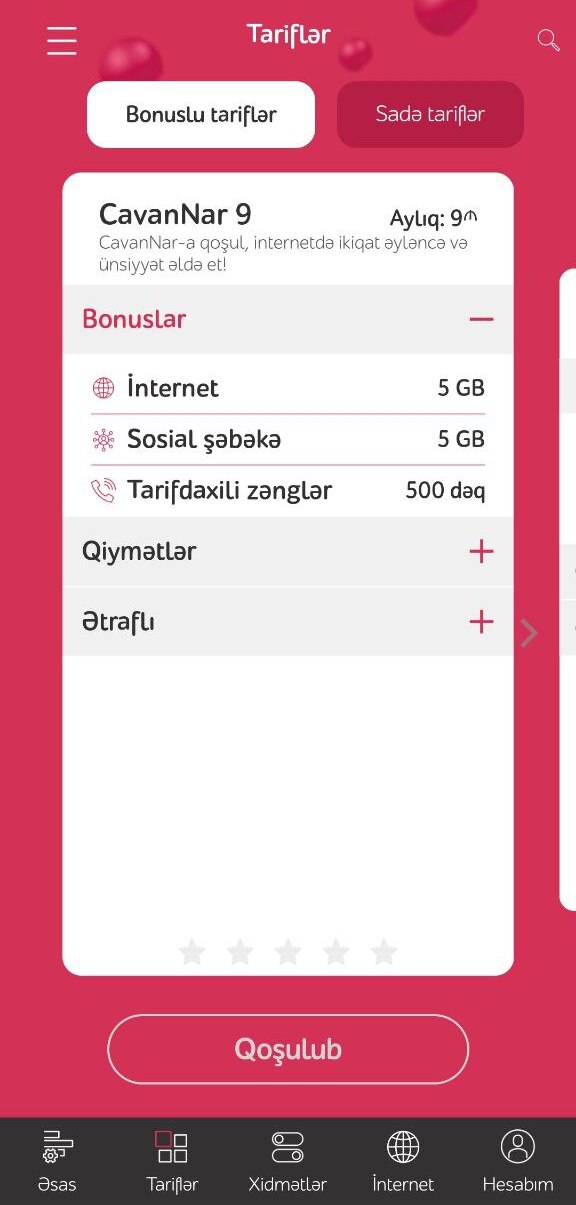 Tariflər
Bonuslu tariflər
Sadə tariflər
CavanNar 9
Aylıq: 9₼
CavanNar-a qoşul, internetdə ikiqat əyləncə və
ünsiyyət əldə et!
Bonuslar
İnternet 5 GB
Sosial şəbəkə 5 GB
Tarifdaxili zənglər 500 dəq
Qiymətlər
Ətraflı
Qoşulub
Əsas
Tariflər
Xidmətlər
İnternet
Hesabım